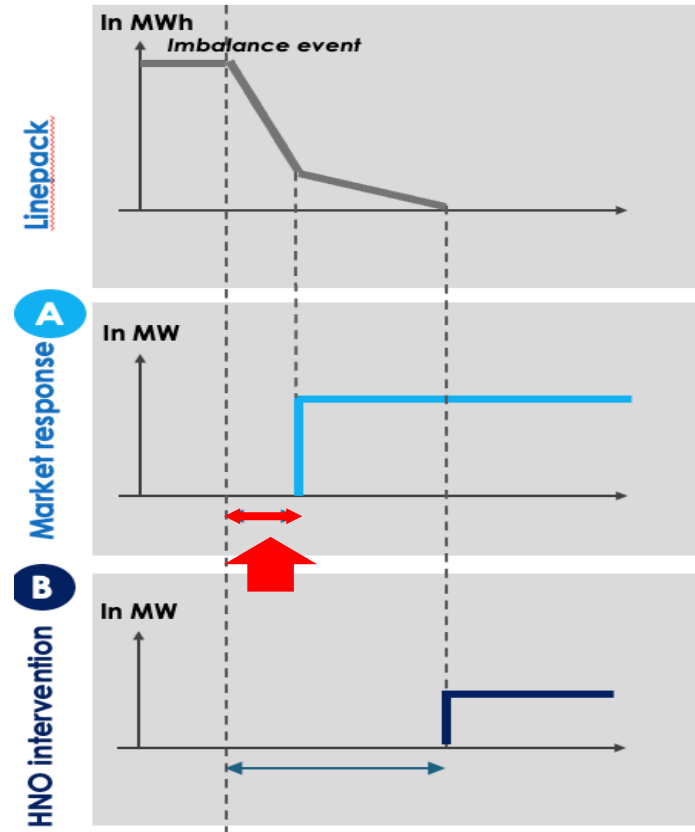 In MWh
Imbalance event
Linepack
A
In MW
Market response
B
In MW
HNO intervention